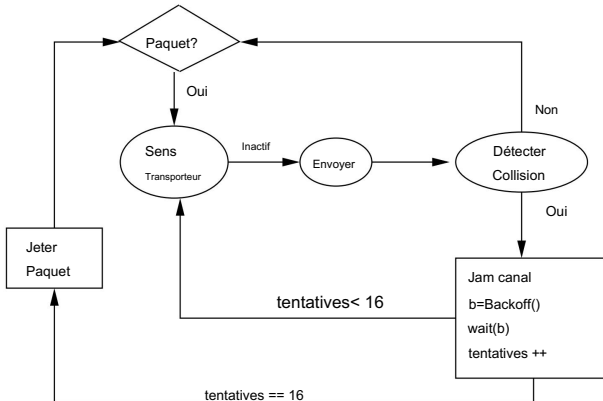 Paquet?
Oui
Non
Sens
Transporteur
Inactif
Envoyer
Détecter
Collision
Oui
Jeter
Paquet
Jam canal
b=Backoff()
wait(b)
tentatives ++
tentatives< 16
tentatives == 16